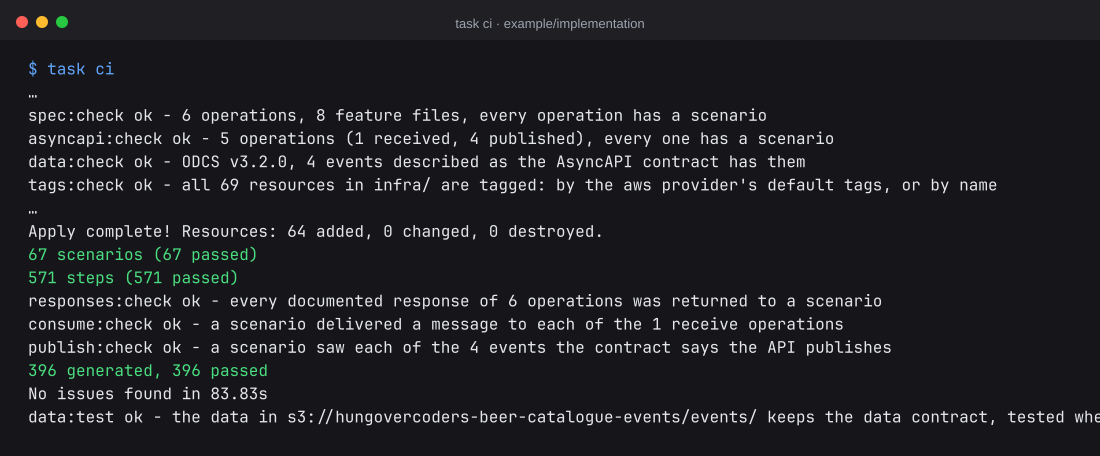 task ci · example/implementation
$ task ci
…
spec:check ok - 6 operations, 8 feature files, every operation has a scenario
asyncapi:check ok - 5 operations (1 received, 4 published), every one has a scenario
data:check ok - ODCS v3.2.0, 4 events described as the AsyncAPI contract has them
tags:check ok - all 69 resources in infra/ are tagged: by the aws provider's default tags, or by name
…
Apply complete! Resources: 64 added, 0 changed, 0 destroyed.
67 scenarios (67 passed)
571 steps (571 passed)
responses:check ok - every documented response of 6 operations was returned to a scenario
consume:check ok - a scenario delivered a message to each of the 1 receive operations
publish:check ok - a scenario saw each of the 4 events the contract says the API publishes
396 generated, 396 passed
No issues found in 83.83s
data:test ok - the data in s3://hungovercoders-beer-catalogue-events/events/ keeps the data contract, tested